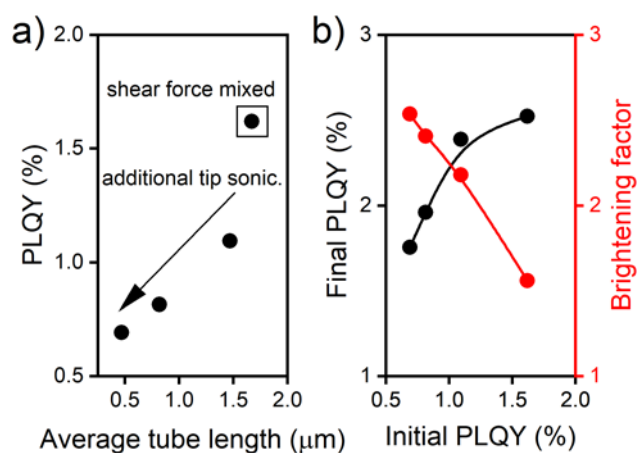 a)
2.0
1.5
1.0
0.5
PLQY (%)
shear force mixed
additional tip sonic.
0.5 1.0 1.5 2.0
Average tube length (μm)
b)
3
2
1
Final PLQY (%)
3
2
1
Brightening factor
0.5 1.0 1.5 2.0
Initial PLQY (%)